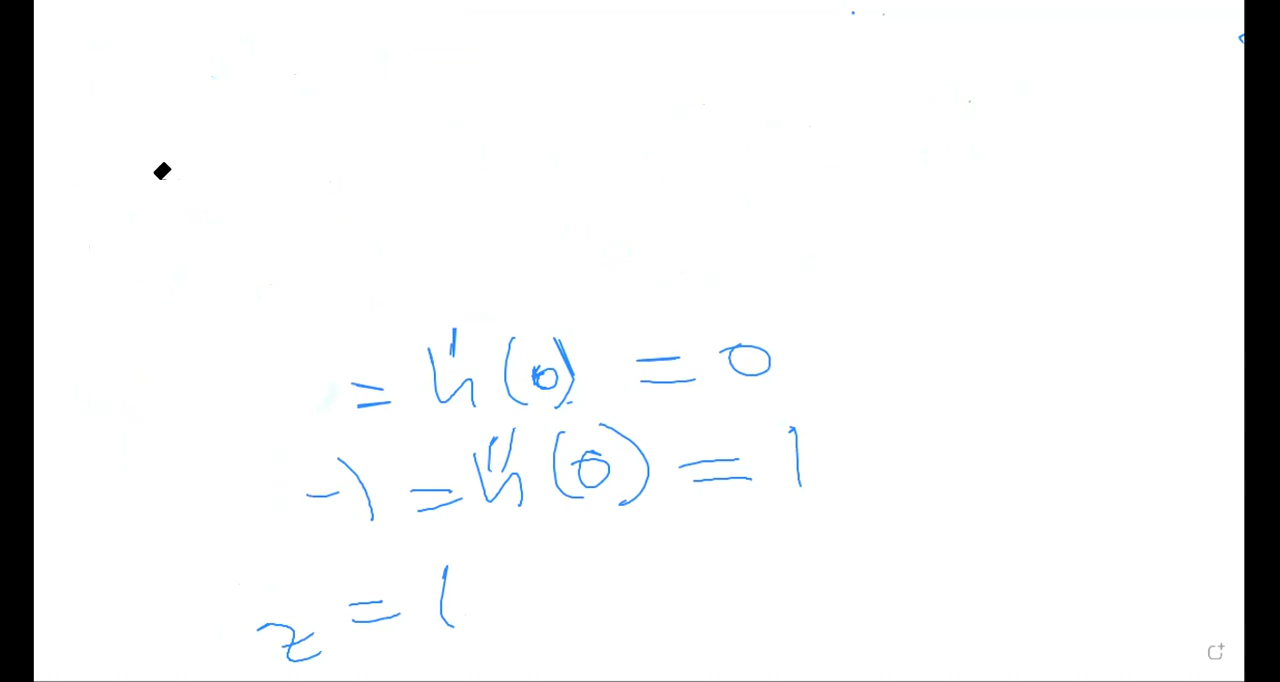 = h'(0) = 0
-1 = h''(0) = 1
z = (